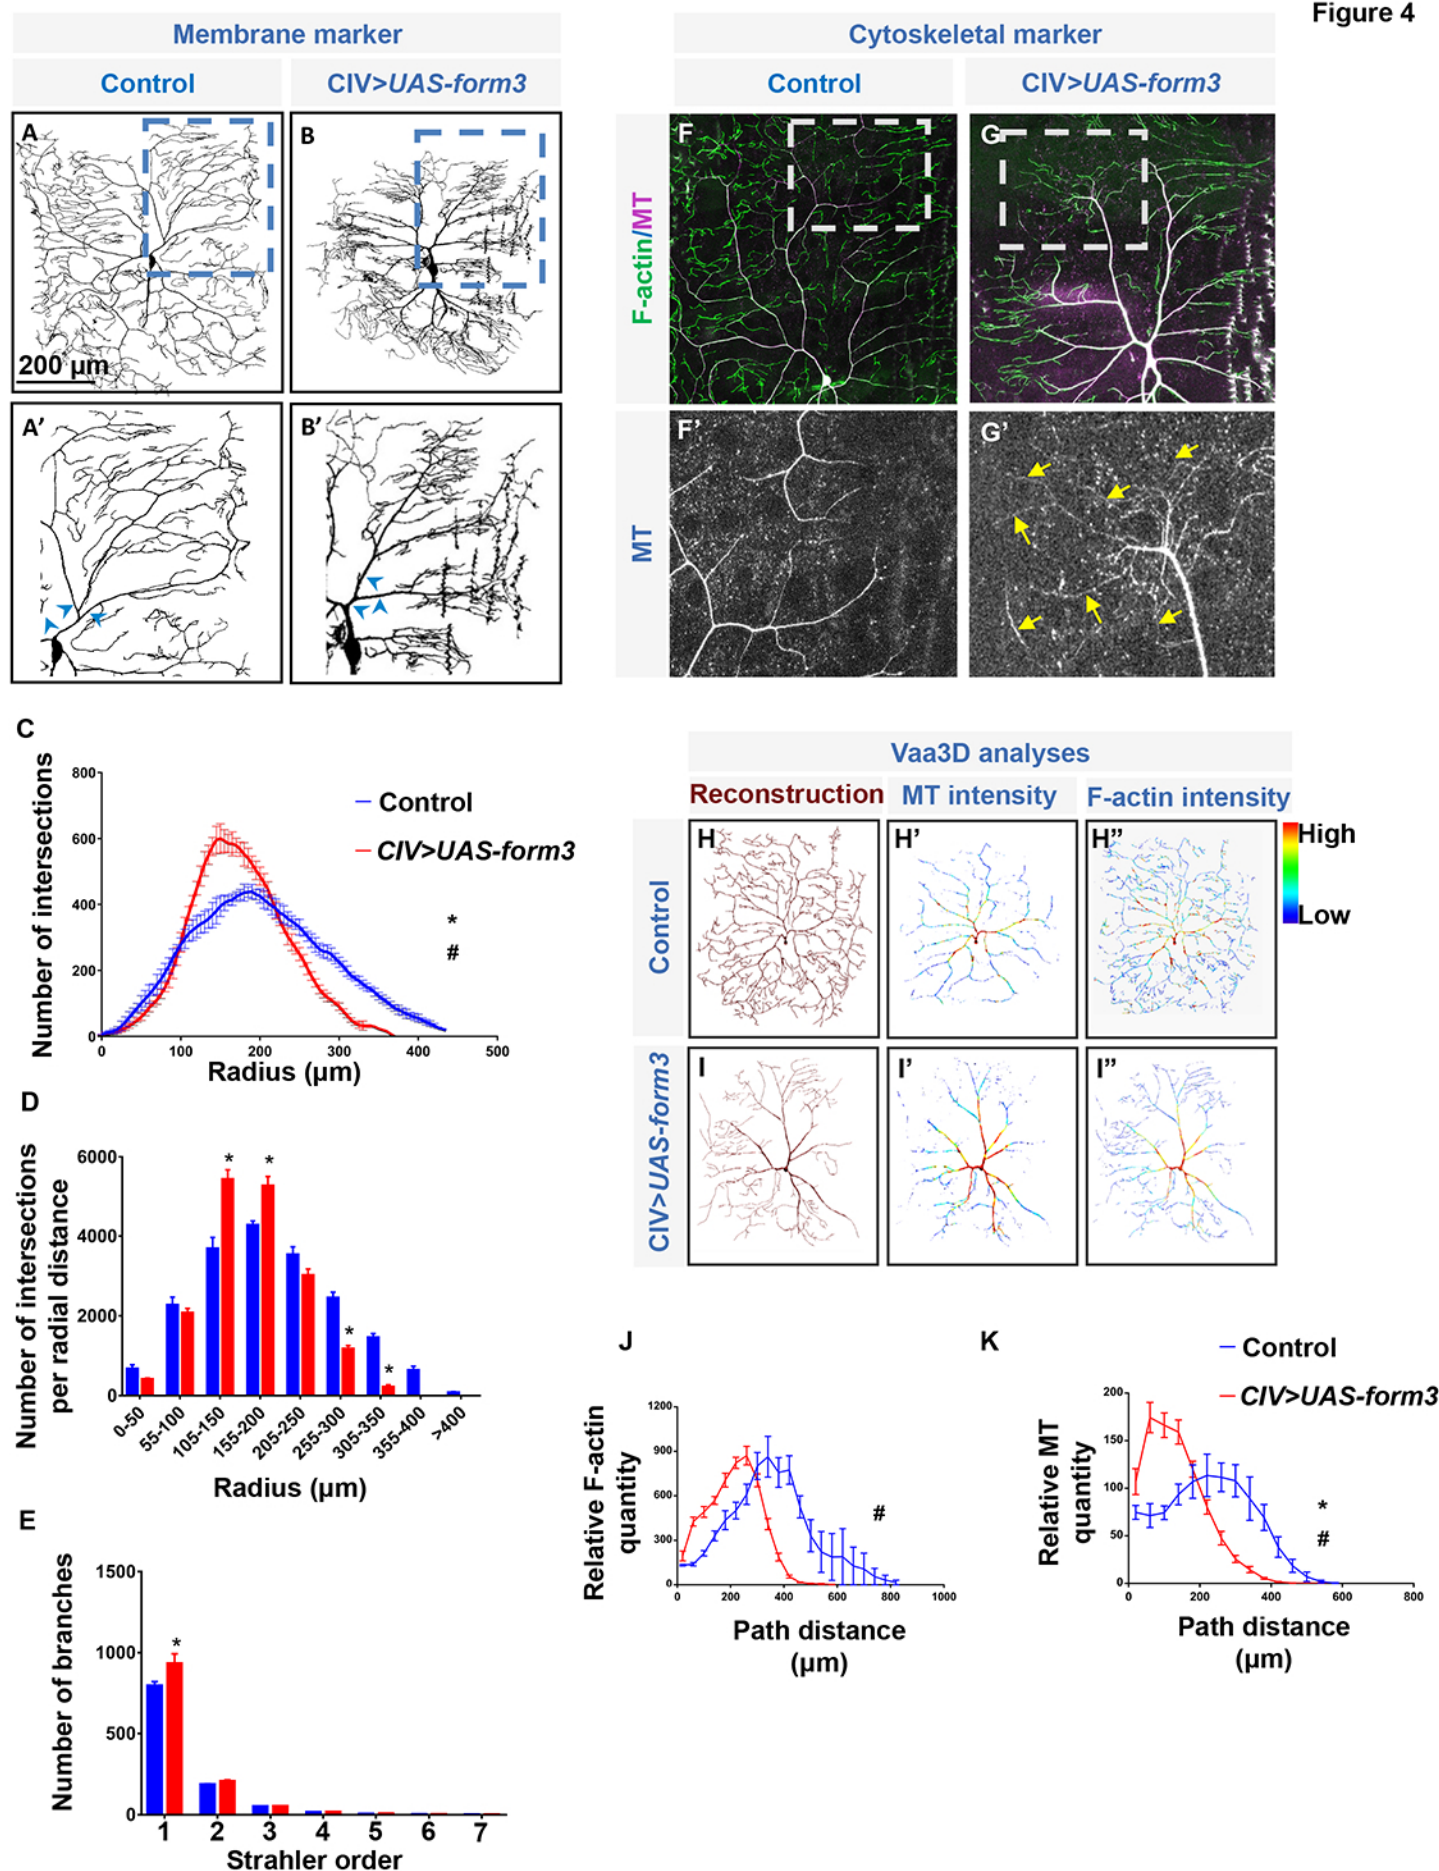 Figure 4
Membrane marker
Control
CIV>UAS-form3
A
B
200 µm
A’
B’
Cytoskeletal marker
Control
CIV>UAS-form3
F-actin/MT
F
G
MT
F’
G’
C
Number of intersections
800
600
400
200
0
0 100 200 300 400 500
Radius (µm)
Control
CIV>UAS-form3
*
#
D
Number of intersections
per radial distance
6000
4000
2000
0
* * * *
0-50 55-100 105-150 155-200 205-250 255-300 305-350 355-400 >400
Radius (µm)
E
Number of branches
1500
1000
500
0
*
1 2 3 4 5 6 7
Strahler order
Vaa3D analyses
Reconstruction MT intensity F-actin intensity
Control
H H’ H”
High
Low
CIV>UAS-form3
I I’ I”
J
Relative F-actin
quantity
1200
900
600
300
0
0 200 400 600 800 1000
#
Path distance
(µm)
K
Control
CIV>UAS-form3
Relative MT
quantity
200
150
100
50
0
0 200 400 600 800
*
#
Path distance
(µm)